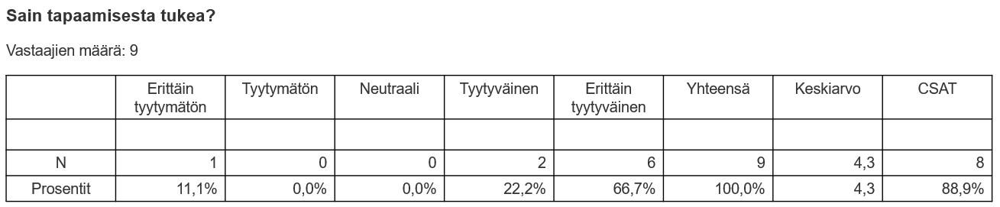 Sain tapaamisesta tukea?
Vastaajien määrä: 9
Erittäin tyytymätön Tyytymätön Neutraali Tyytyväinen Erittäin tyytyväinen Yhteensä Keskiarvo CSAT
N 1 0 0 2 6 9 4,3 8
Prosentit 11,1% 0,0% 0,0% 22,2% 66,7% 100,0% 4,3 88,9%